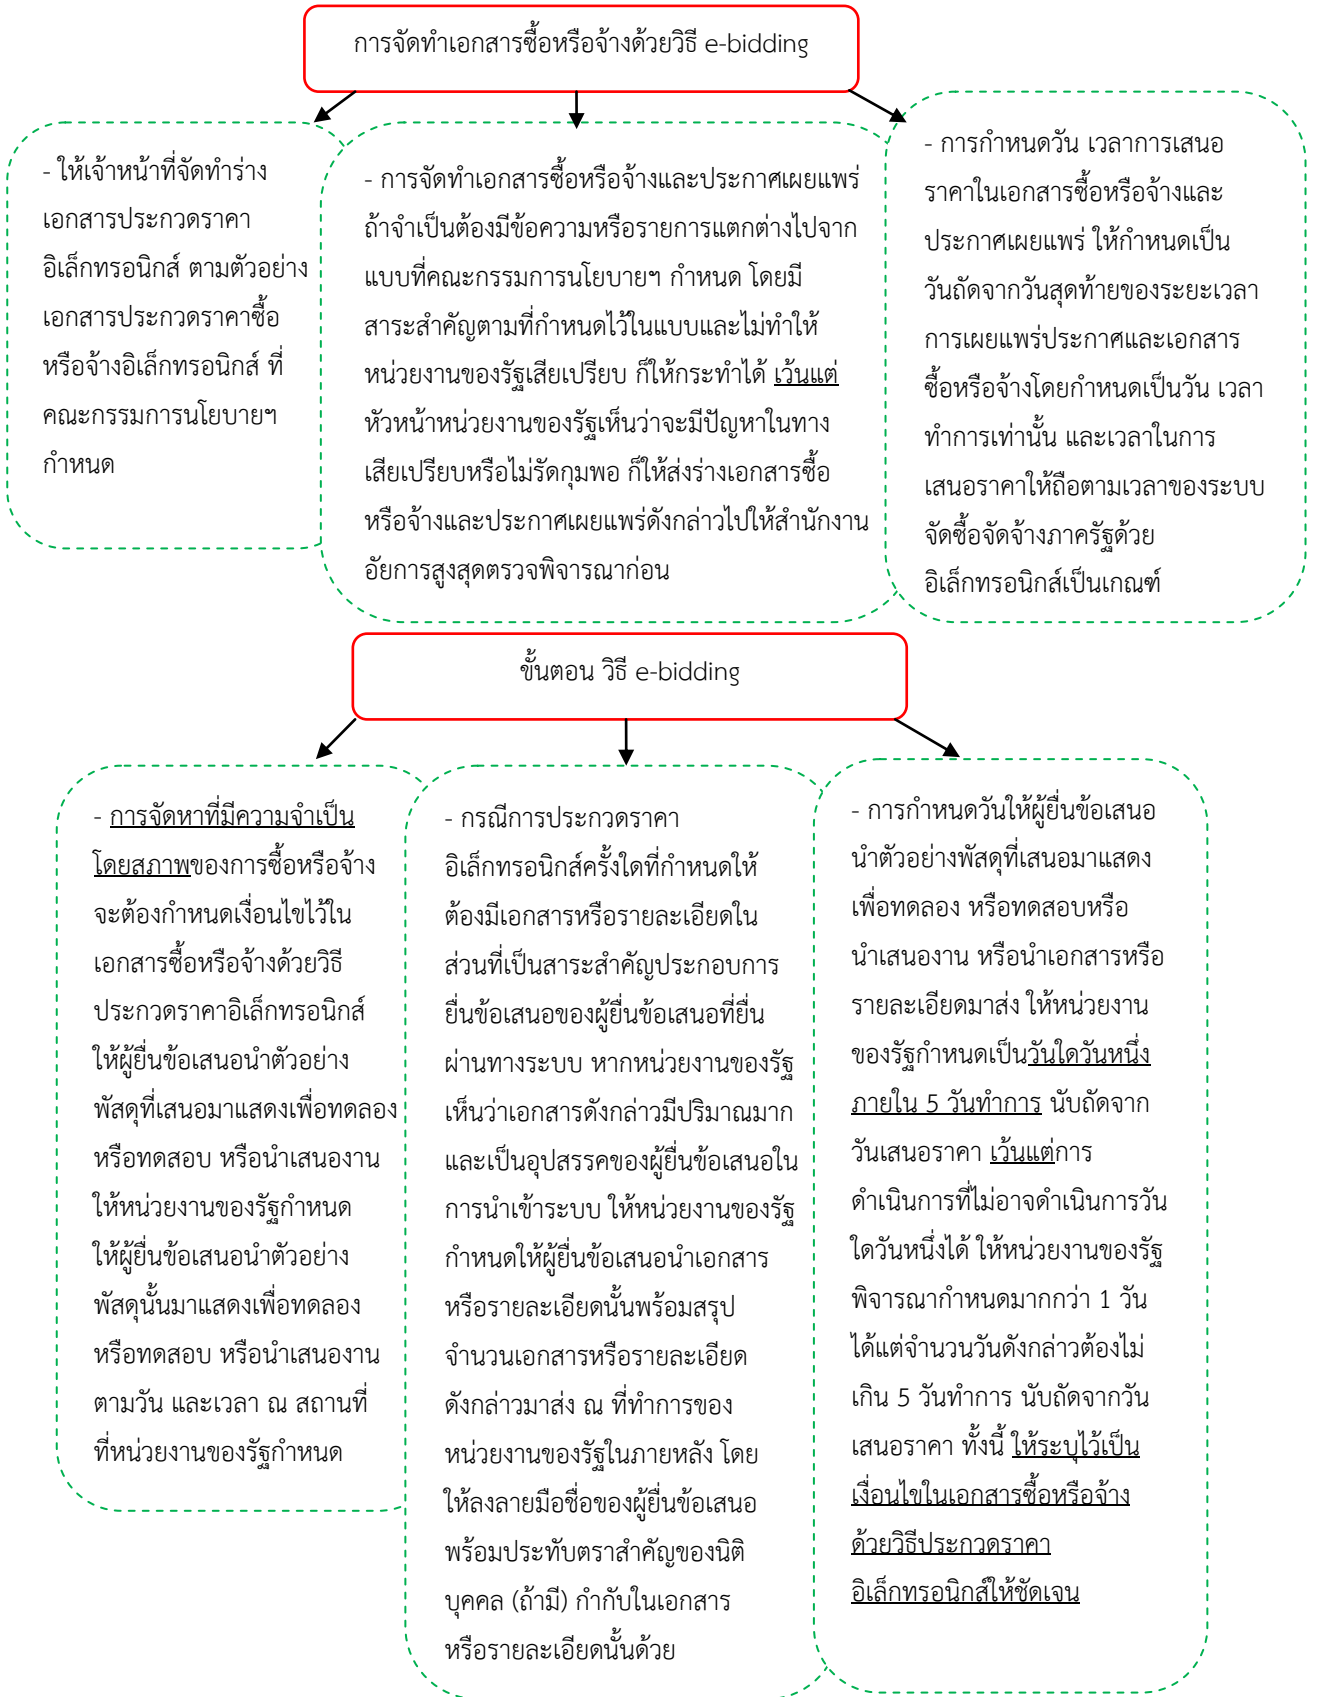 การจัดทำเอกสารซื้อหรือจ้างด้วยวิธี e-bidding
- ให้เจ้าหน้าที่จัดทำร่าง
เอกสารประกวดราคา
อิเล็กทรอนิกส์ ตามตัวอย่าง
เอกสารประกวดราคาซื้อ
หรือจ้างอิเล็กทรอนิกส์ ที่
คณะกรรมการนโยบายฯ
กำหนด
- การจัดทำเอกสารซื้อหรือจ้างและประกาศเผยแพร่
ถ้าจำเป็นต้องมีข้อความหรือรายการแตกต่างไปจาก
แบบที่คณะกรรมการนโยบายฯ กำหนด โดยมี
สาระสำคัญตามที่กำหนดไว้ในแบบและไม่ทำให้
หน่วยงานของรัฐเสียเปรียบ ก็ให้กระทำได้ เว้นแต่
หัวหน้าหน่วยงานของรัฐเห็นว่าจะมีปัญหาในทาง
เสียเปรียบหรือไม่รัดกุมพอ ก็ให้ส่งร่างเอกสารซื้อ
หรือจ้างและประกาศเผยแพร่ดังกล่าวไปให้สำนักงาน
อัยการสูงสุดตรวจพิจารณาก่อน
- การกำหนดวัน เวลาการเสนอ
ราคาในเอกสารซื้อหรือจ้างและ
ประกาศเผยแพร่ ให้กำหนดเป็น
วันถัดจากวันสุดท้ายของระยะเวลา
การเผยแพร่ประกาศและเอกสาร
ซื้อหรือจ้างโดยกำหนดเป็นวัน เวลา
ทำการเท่านั้น และเวลาในการ
เสนอราคาให้ถือตามเวลาของระบบ
จัดซื้อจัดจ้างภาครัฐด้วย
อิเล็กทรอนิกส์เป็นเกณฑ์
ขั้นตอน วิธี e-bidding
- การจัดหาที่มีความจำเป็น
โดยสภาพของการซื้อหรือจ้าง
จะต้องกำหนดเงื่อนไขไว้ใน
เอกสารซื้อหรือจ้างด้วยวิธี
ประกวดราคาอิเล็กทรอนิกส์
ให้ผู้ยื่นข้อเสนอนำตัวอย่าง
พัสดุที่เสนอมาแสดงเพื่อทดลอง
หรือทดสอบ หรือนำเสนองาน
ให้หน่วยงานของรัฐกำหนด
ให้ผู้ยื่นข้อเสนอนำตัวอย่าง
พัสดุนั้นมาแสดงเพื่อทดลอง
หรือทดสอบ หรือนำเสนองาน
ตามวัน และเวลา ณ สถานที่
ที่หน่วยงานของรัฐกำหนด
- กรณีการประกวดราคา
อิเล็กทรอนิกส์ครั้งใดที่กำหนดให้
ต้องมีเอกสารหรือรายละเอียดใน
ส่วนที่เป็นสาระสำคัญประกอบการ
ยื่นข้อเสนอของผู้ยื่นข้อเสนอที่ยื่น
ผ่านทางระบบ หากหน่วยงานของรัฐ
เห็นว่าเอกสารดังกล่าวมีปริมาณมาก
และเป็นอุปสรรคของผู้ยื่นข้อเสนอใน
การนำเข้าระบบ ให้หน่วยงานของรัฐ
กำหนดให้ผู้ยื่นข้อเสนอนำเอกสาร
หรือรายละเอียดนั้นพร้อมสรุป
จำนวนเอกสารหรือรายละเอียด
ดังกล่าวมาส่ง ณ ที่ทำการของ
หน่วยงานของรัฐในภายหลัง โดย
ให้ลงลายมือชื่อของผู้ยื่นข้อเสนอ
พร้อมประทับตราสำคัญของนิติ
บุคคล (ถ้ามี) กำกับในเอกสาร
หรือรายละเอียดนั้นด้วย
- การกำหนดวันให้ผู้ยื่นข้อเสนอ
นำตัวอย่างพัสดุที่เสนอมาแสดง
เพื่อทดลอง หรือทดสอบหรือ
นำเสนองาน หรือนำเอกสารหรือ
รายละเอียดมาส่ง ให้หน่วยงาน
ของรัฐกำหนดเป็นวันใดวันหนึ่ง
ภายใน 5 วันทำการ นับถัดจาก
วันเสนอราคา เว้นแต่การ
ดำเนินการที่ไม่อาจดำเนินการวัน
ใดวันหนึ่งได้ ให้หน่วยงานของรัฐ
พิจารณากำหนดมากกว่า 1 วัน
ได้แต่จำนวนวันดังกล่าวต้องไม่
เกิน 5 วันทำการ นับถัดจากวัน
เสนอราคา ทั้งนี้ ให้ระบุไว้เป็น
เงื่อนไขในเอกสารซื้อหรือจ้าง
ด้วยวิธีประกวดราคา
อิเล็กทรอนิกส์ให้ชัดเจน